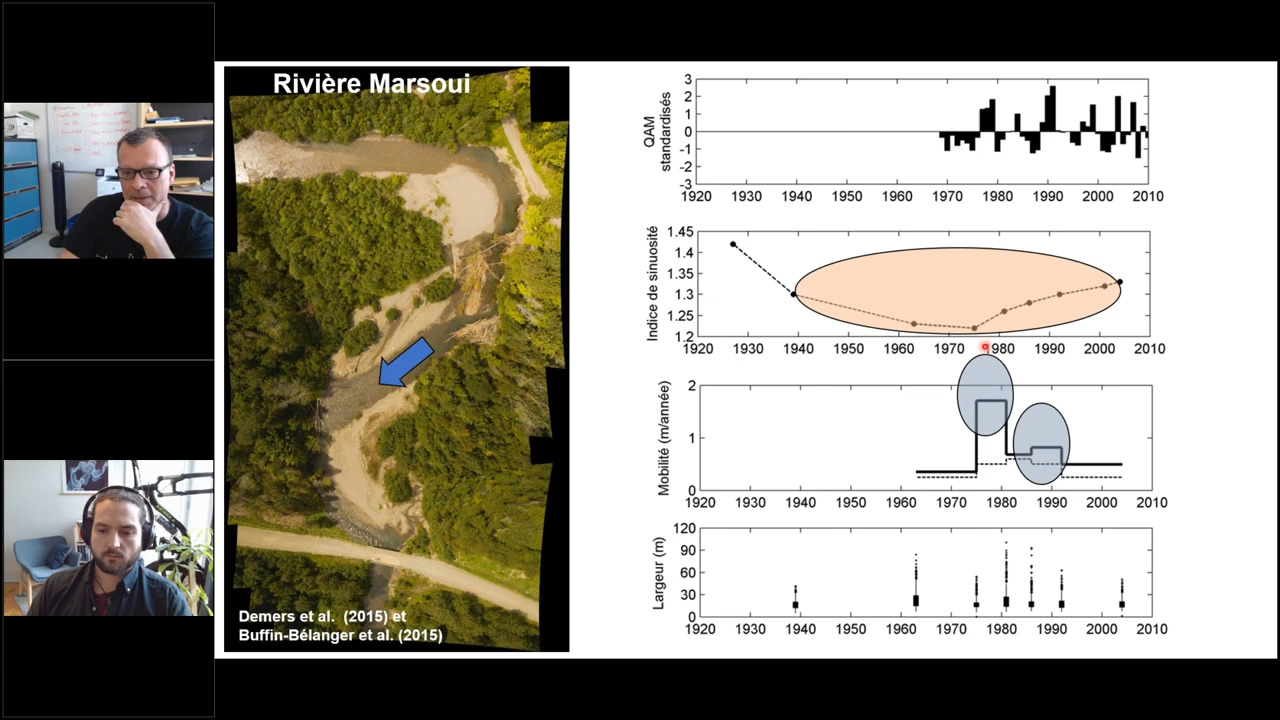 Rivière Marsoui
Demers et al. (2015) et
Buffin-Bélanger et al. (2015)
QAM
standardisés
3
2
1
0
-1
-2
-3
1920 1930 1940 1950 1960 1970 1980 1990 2000 2010
Indice de sinuosité
1.45
1.4
1.35
1.3
1.25
1.2
1920 1930 1940 1950 1960 1970 1980 1990 2000 2010
Mobilité (m/année)
2
1
0
1920 1930 1940 1950 1960 1970 1980 1990 2000 2010
Largeur (m)
120
90
60
30
0
1920 1930 1940 1950 1960 1970 1980 1990 2000 2010